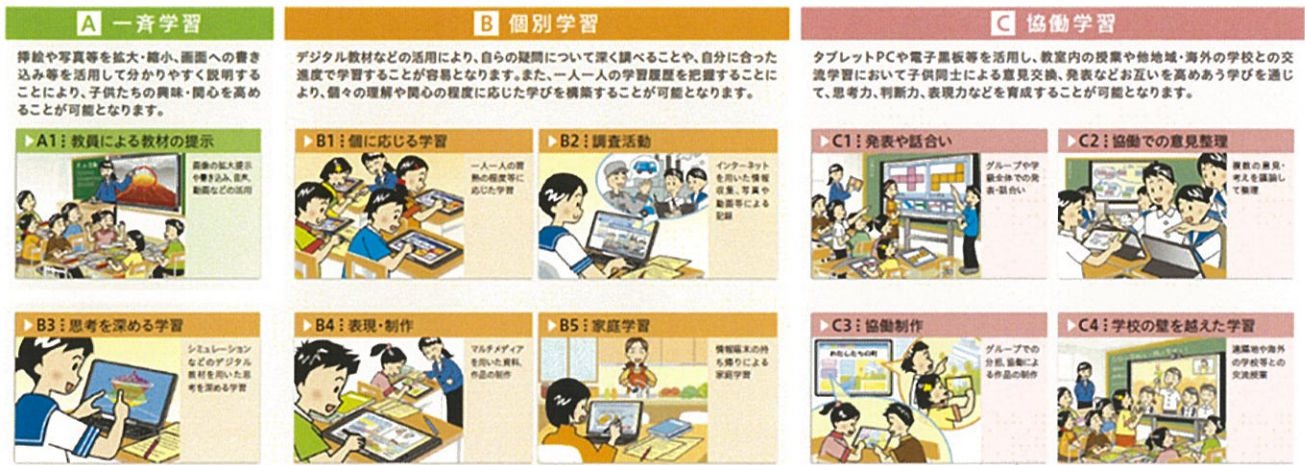 A 一斉学習
挿絵や写真等を拡大・縮小、画面への書き
込み等を活用して分かりやすく説明する
ことにより、子供たちの興味・関心を高め
ることが可能となります。
A1 教員による教材の提示
画像の拡大提示
や書き込み、音声、
動画などの活用
B 個別学習
デジタル教材などの活用により、自らの疑問について深く調べることや、自分に合った
進度で学習することが容易となります。また、一人一人の学習履歴を把握することに
より、個々の理解や関心の程度に応じた学びを構築することが可能となります。
B1 個に応じる学習
一人一人の習
熟の程度等に
応じた学習
B2 調査活動
インターネット
を用いた情報
収集、写真や
動画等による
記録
B3 思考を深める学習
シミュレーション
などのデジタル
教材を用いた思
考を深める学習
B4 表現・制作
マルチメディア
を用いた資料、
作品の制作
B5 家庭学習
情報端末の持
ち帰りによる
家庭学習
C 協働学習
タブレットPCや電子黒板等を活用し、教室内の授業や他地域・海外の学校との交
流学習において子供同士による意見交換、発表などお互いを高めあう学びを通じ
て、思考力、判断力、表現力などを育成することが可能となります。
C1 発表や話合い
グループや学
級全体での発
表・話合い
C2 協働での意見整理
複数の意見・
考えを議論し
て整理
C3 協働制作
わたしたちの町
グループでの
分担、協働によ
る作品の制作
C4 学校の壁を越えた学習
遠隔地や海外
の学校等との
交流授業